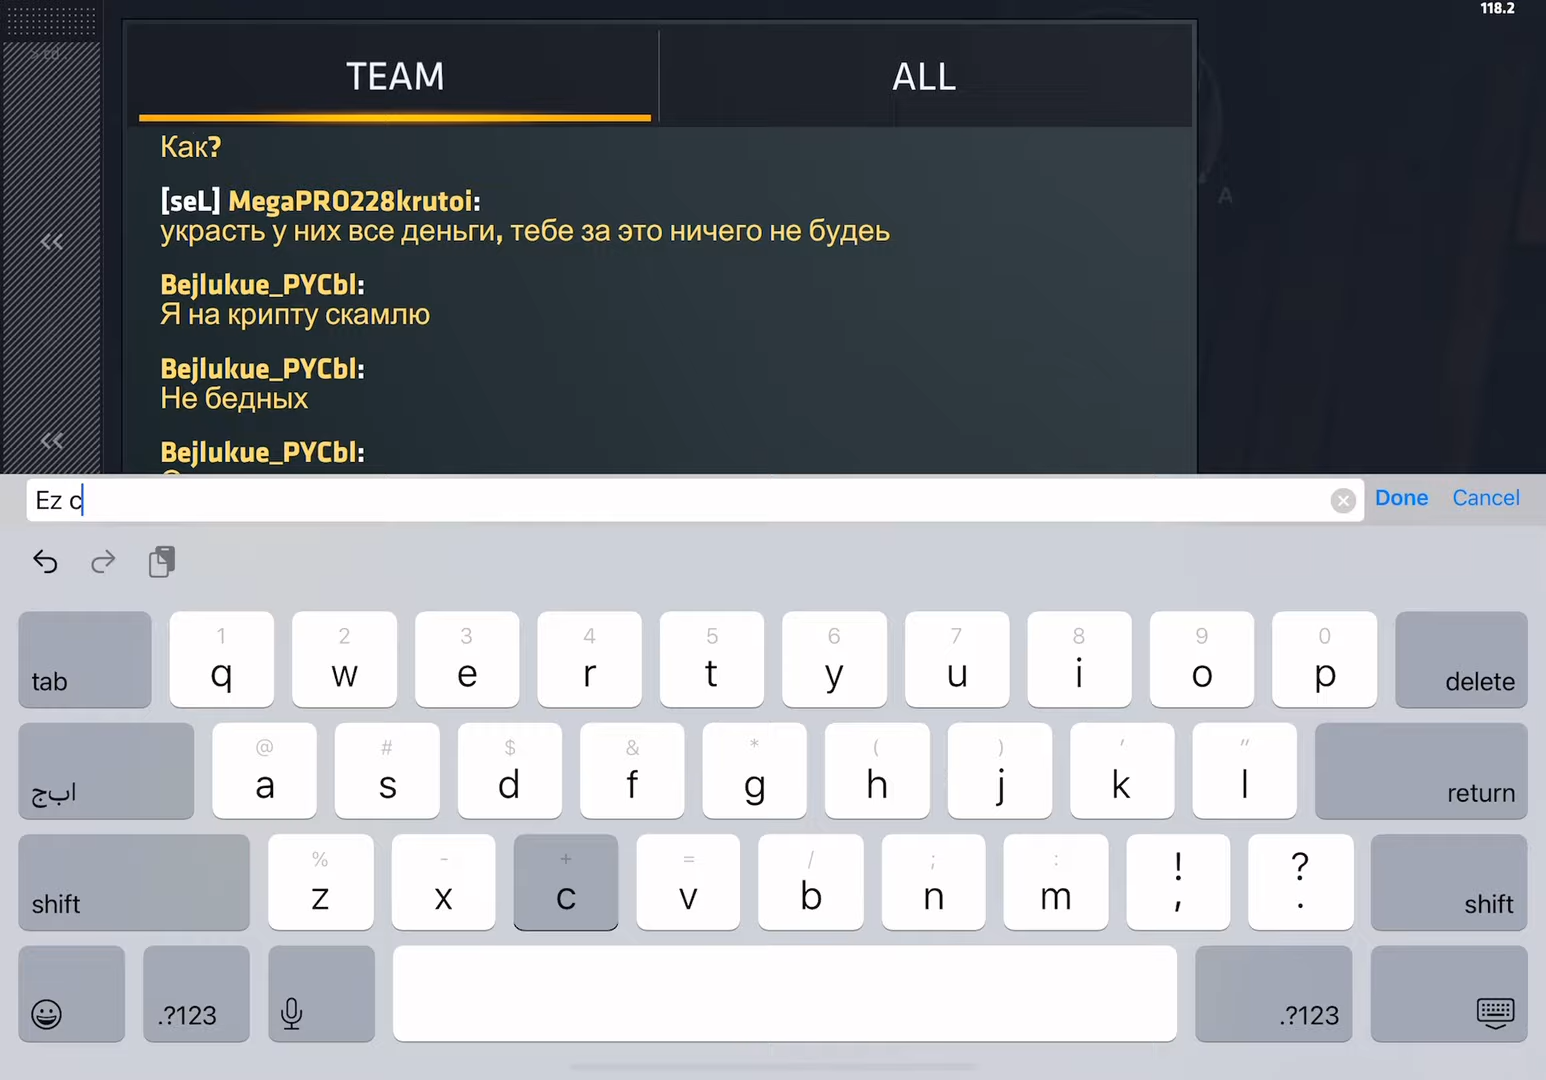 118.2
TEAM
ALL
Как?
[seL] MegaPRO228krutoi:
украсть у них все деньги, тебе за это ничего не будеь
Bejlukue_PYCbl:
Я на крипту скамлю
Bejlukue_PYCbl:
Не бедных
Bejlukue_PYCbl:
A
Ez c
Done
Cancel
1 2 3 4 5 6 7 8 9 0
tab q w e r t y u i o p delete
@ # $ & * ( ) ' "
ابج a s d f g h j k l return
% - + = / ; : ! ?
shift z x c v b n m , . shift
.?123 .?123